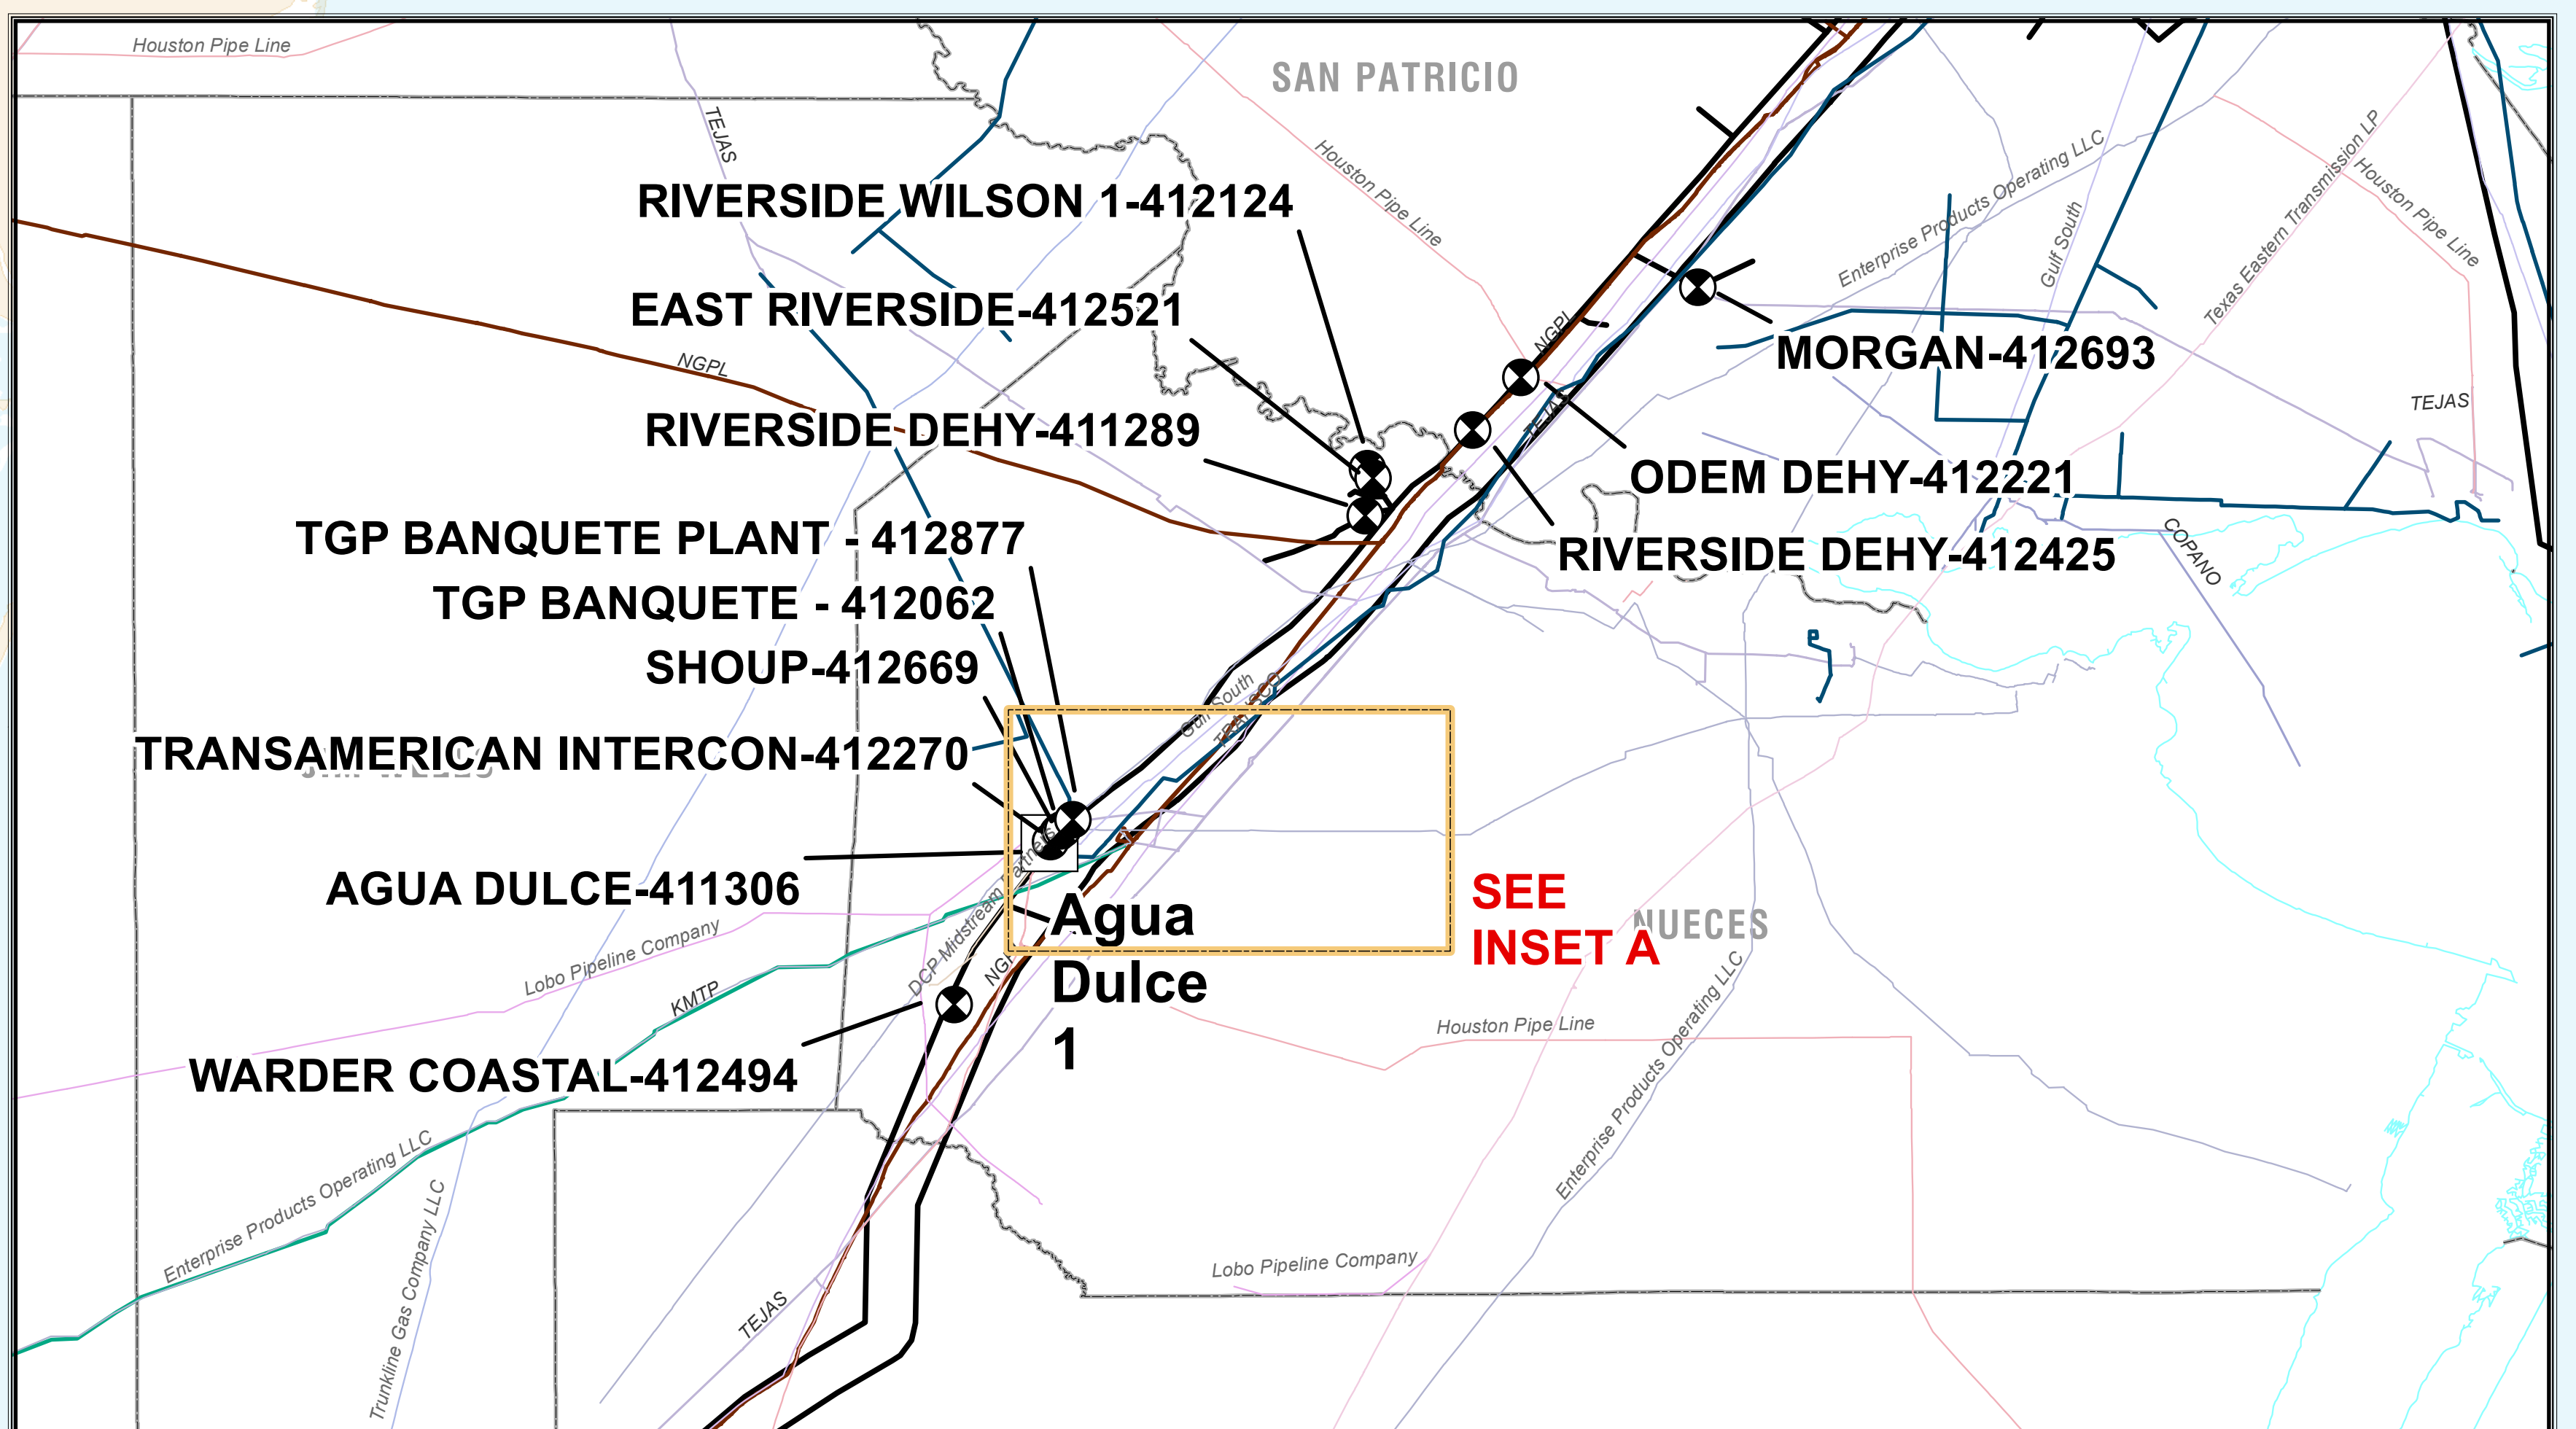 Houston Pipe Line
SAN PATRICIO
TEJAS
Houston Pipe Line
Enterprise Products Operating LLC
Gulf South
Texas Eastern Transmission LP
Houston Pipe Line
RIVERSIDE WILSON 1-412124
EAST RIVERSIDE-412521
NGPL
NGPL
MORGAN-412693
TEJAS
TEJAS
RIVERSIDE DEHY-411289
ODEM DEHY-412221
TGP BANQUETE PLANT - 412877
RIVERSIDE DEHY-412425
COPANO
TGP BANQUETE - 412062
SHOUP-412669
Gulf South
TRANSCO
TRANSAMERICAN INTERCON-412270
AGUA DULCE-411306
DCP Midstream Partners
Agua
Dulce
1
SEE
INSET A
NUECES
Lobo Pipeline Company
KMTP
NGPL
Houston Pipe Line
Enterprise Products Operating LLC
WARDER COASTAL-412494
Enterprise Products Operating LLC
Trunkline Gas Company LLC
Lobo Pipeline Company
TEJAS